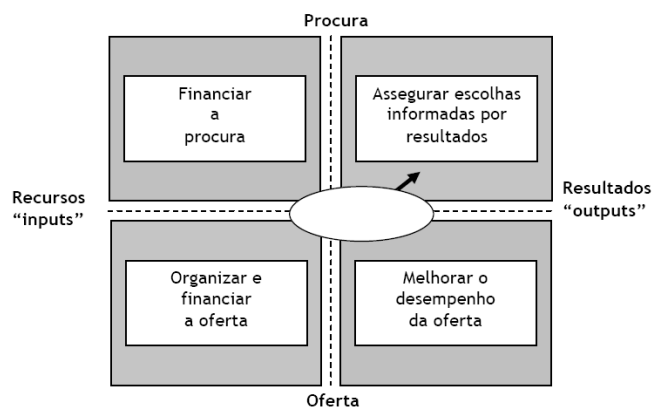 Procura
Financiar
a
procura
Assegurar escolhas
informadas por
resultados
Recursos
“inputs”
Resultados
“outputs”
Organizar e
financiar
a oferta
Melhorar o
desempenho
da oferta
Oferta